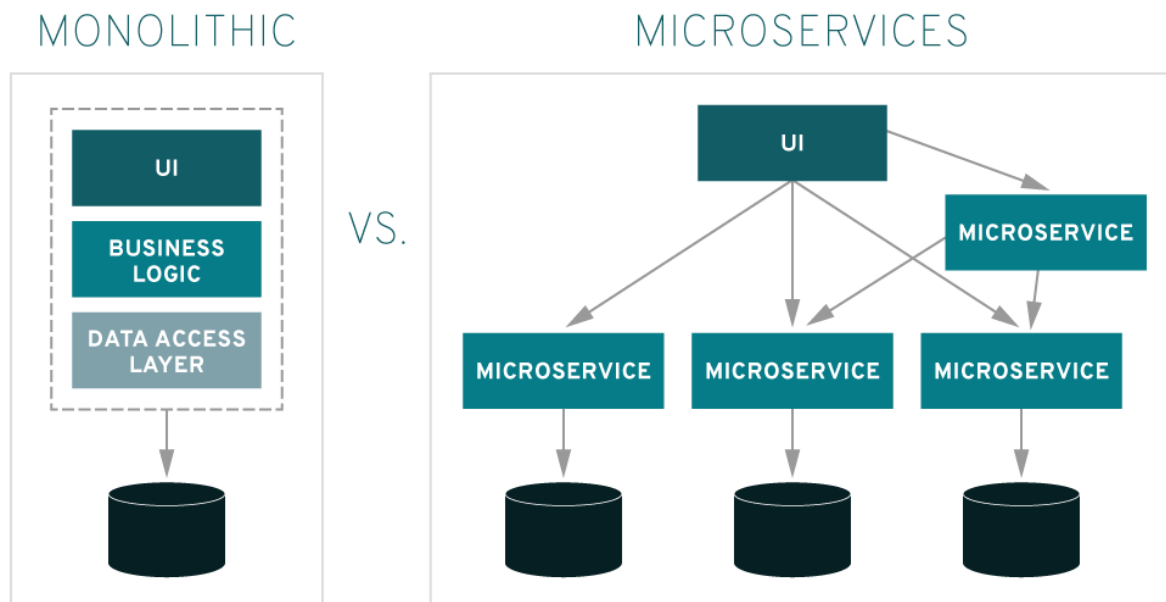 MONOLITHIC
MICROSERVICES
UI
BUSINESS
LOGIC
DATA ACCESS
LAYER
VS.
UI
MICROSERVICE
MICROSERVICE
MICROSERVICE
MICROSERVICE